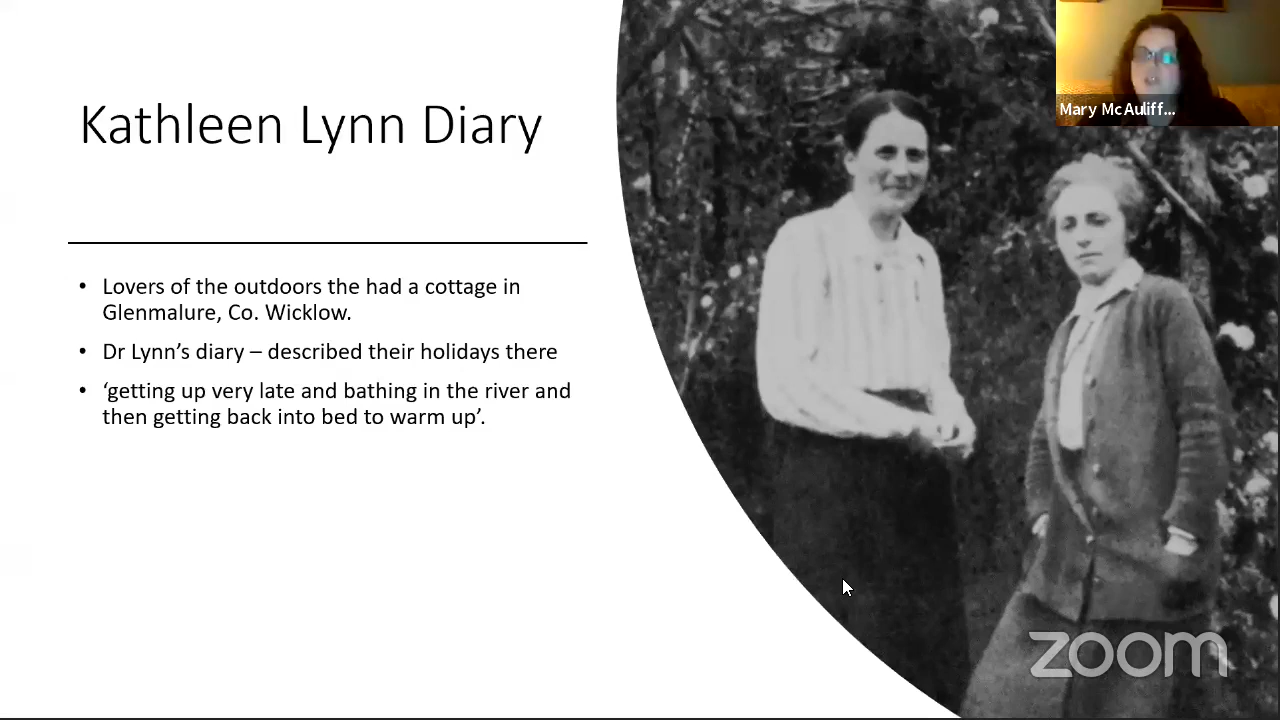 Kathleen Lynn Diary
• Lovers of the outdoors the had a cottage in
Glenmalure, Co. Wicklow.
• Dr Lynn’s diary – described their holidays there
• ‘getting up very late and bathing in the river and
then getting back into bed to warm up’.
Mary McAuliff...
zoom